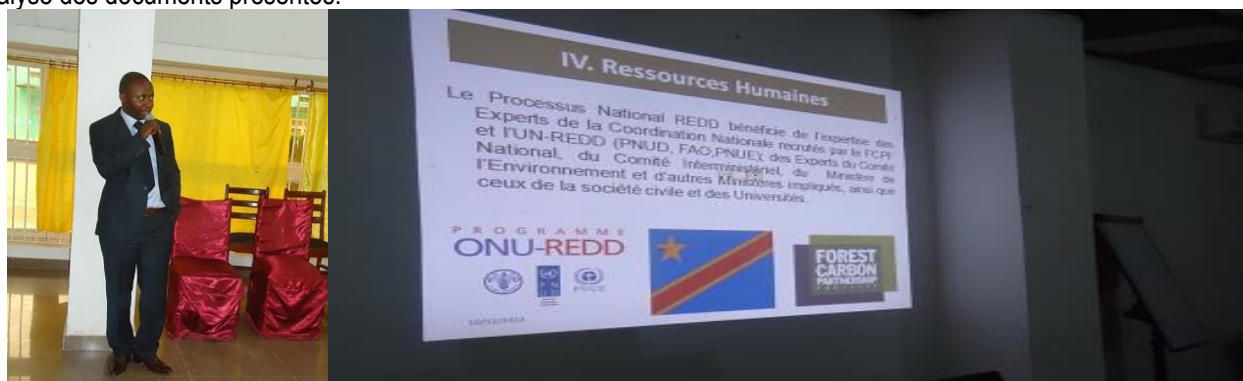 alyse des documents présentés.
IV. Ressources Humaines
Le Processus National REDD bénéficie de l'expertise des
Experts de la Coordination Nationale recrutés par le FCPF
et l'UN-REDD (PNUD, FAO,PNUE); des Experts du Comité
National, du Comité Interministériel, du Ministère de
l'Environnement et d'autres Ministères impliqués, ainsi que
ceux de la société civile et des Universités.
PROGRAMME
ONU-REDD
FOREST
CARBON
PARTNERSHIP